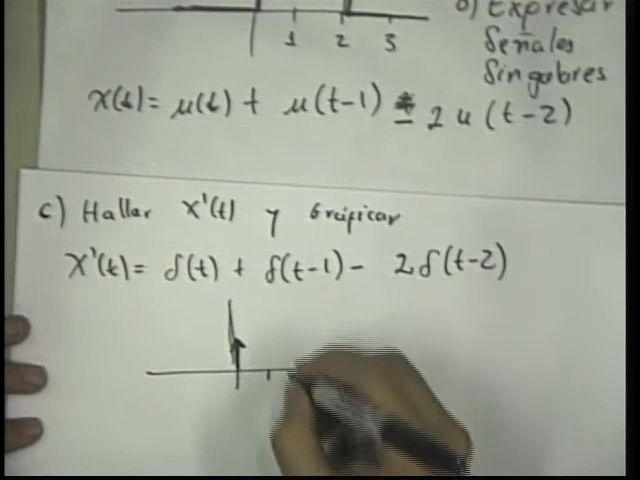 b) Expresar
1 2 3
Señales
Singulares
x(t) = u(t) + u(t-1) - 2u(t-2)
c) Hallar x'(t) y Graficar
x'(t) = δ(t) + δ(t-1) - 2δ(t-2)